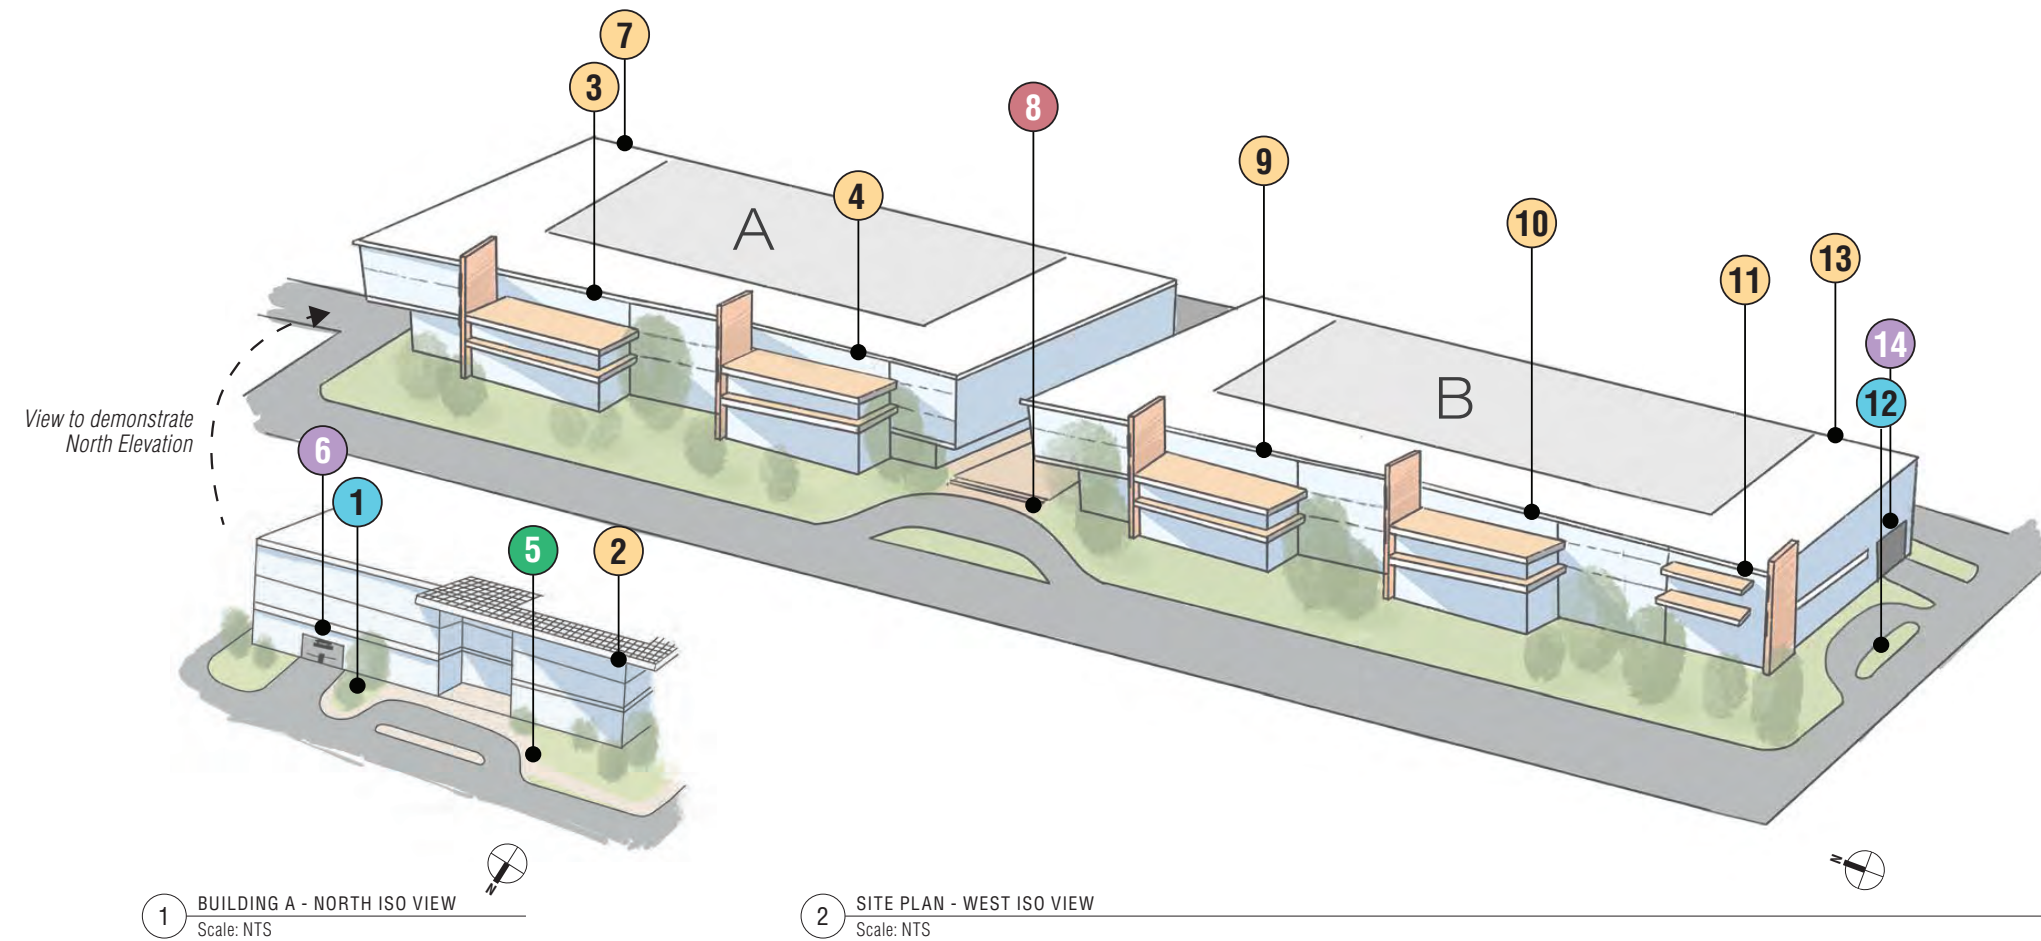 7
3
8
9
4
10
11
13
A
14
B
12
View to demonstrate
North Elevation
6
1
5
2
N
N
1
BUILDING A - NORTH ISO VIEW
Scale: NTS
2
SITE PLAN - WEST ISO VIEW
Scale: NTS